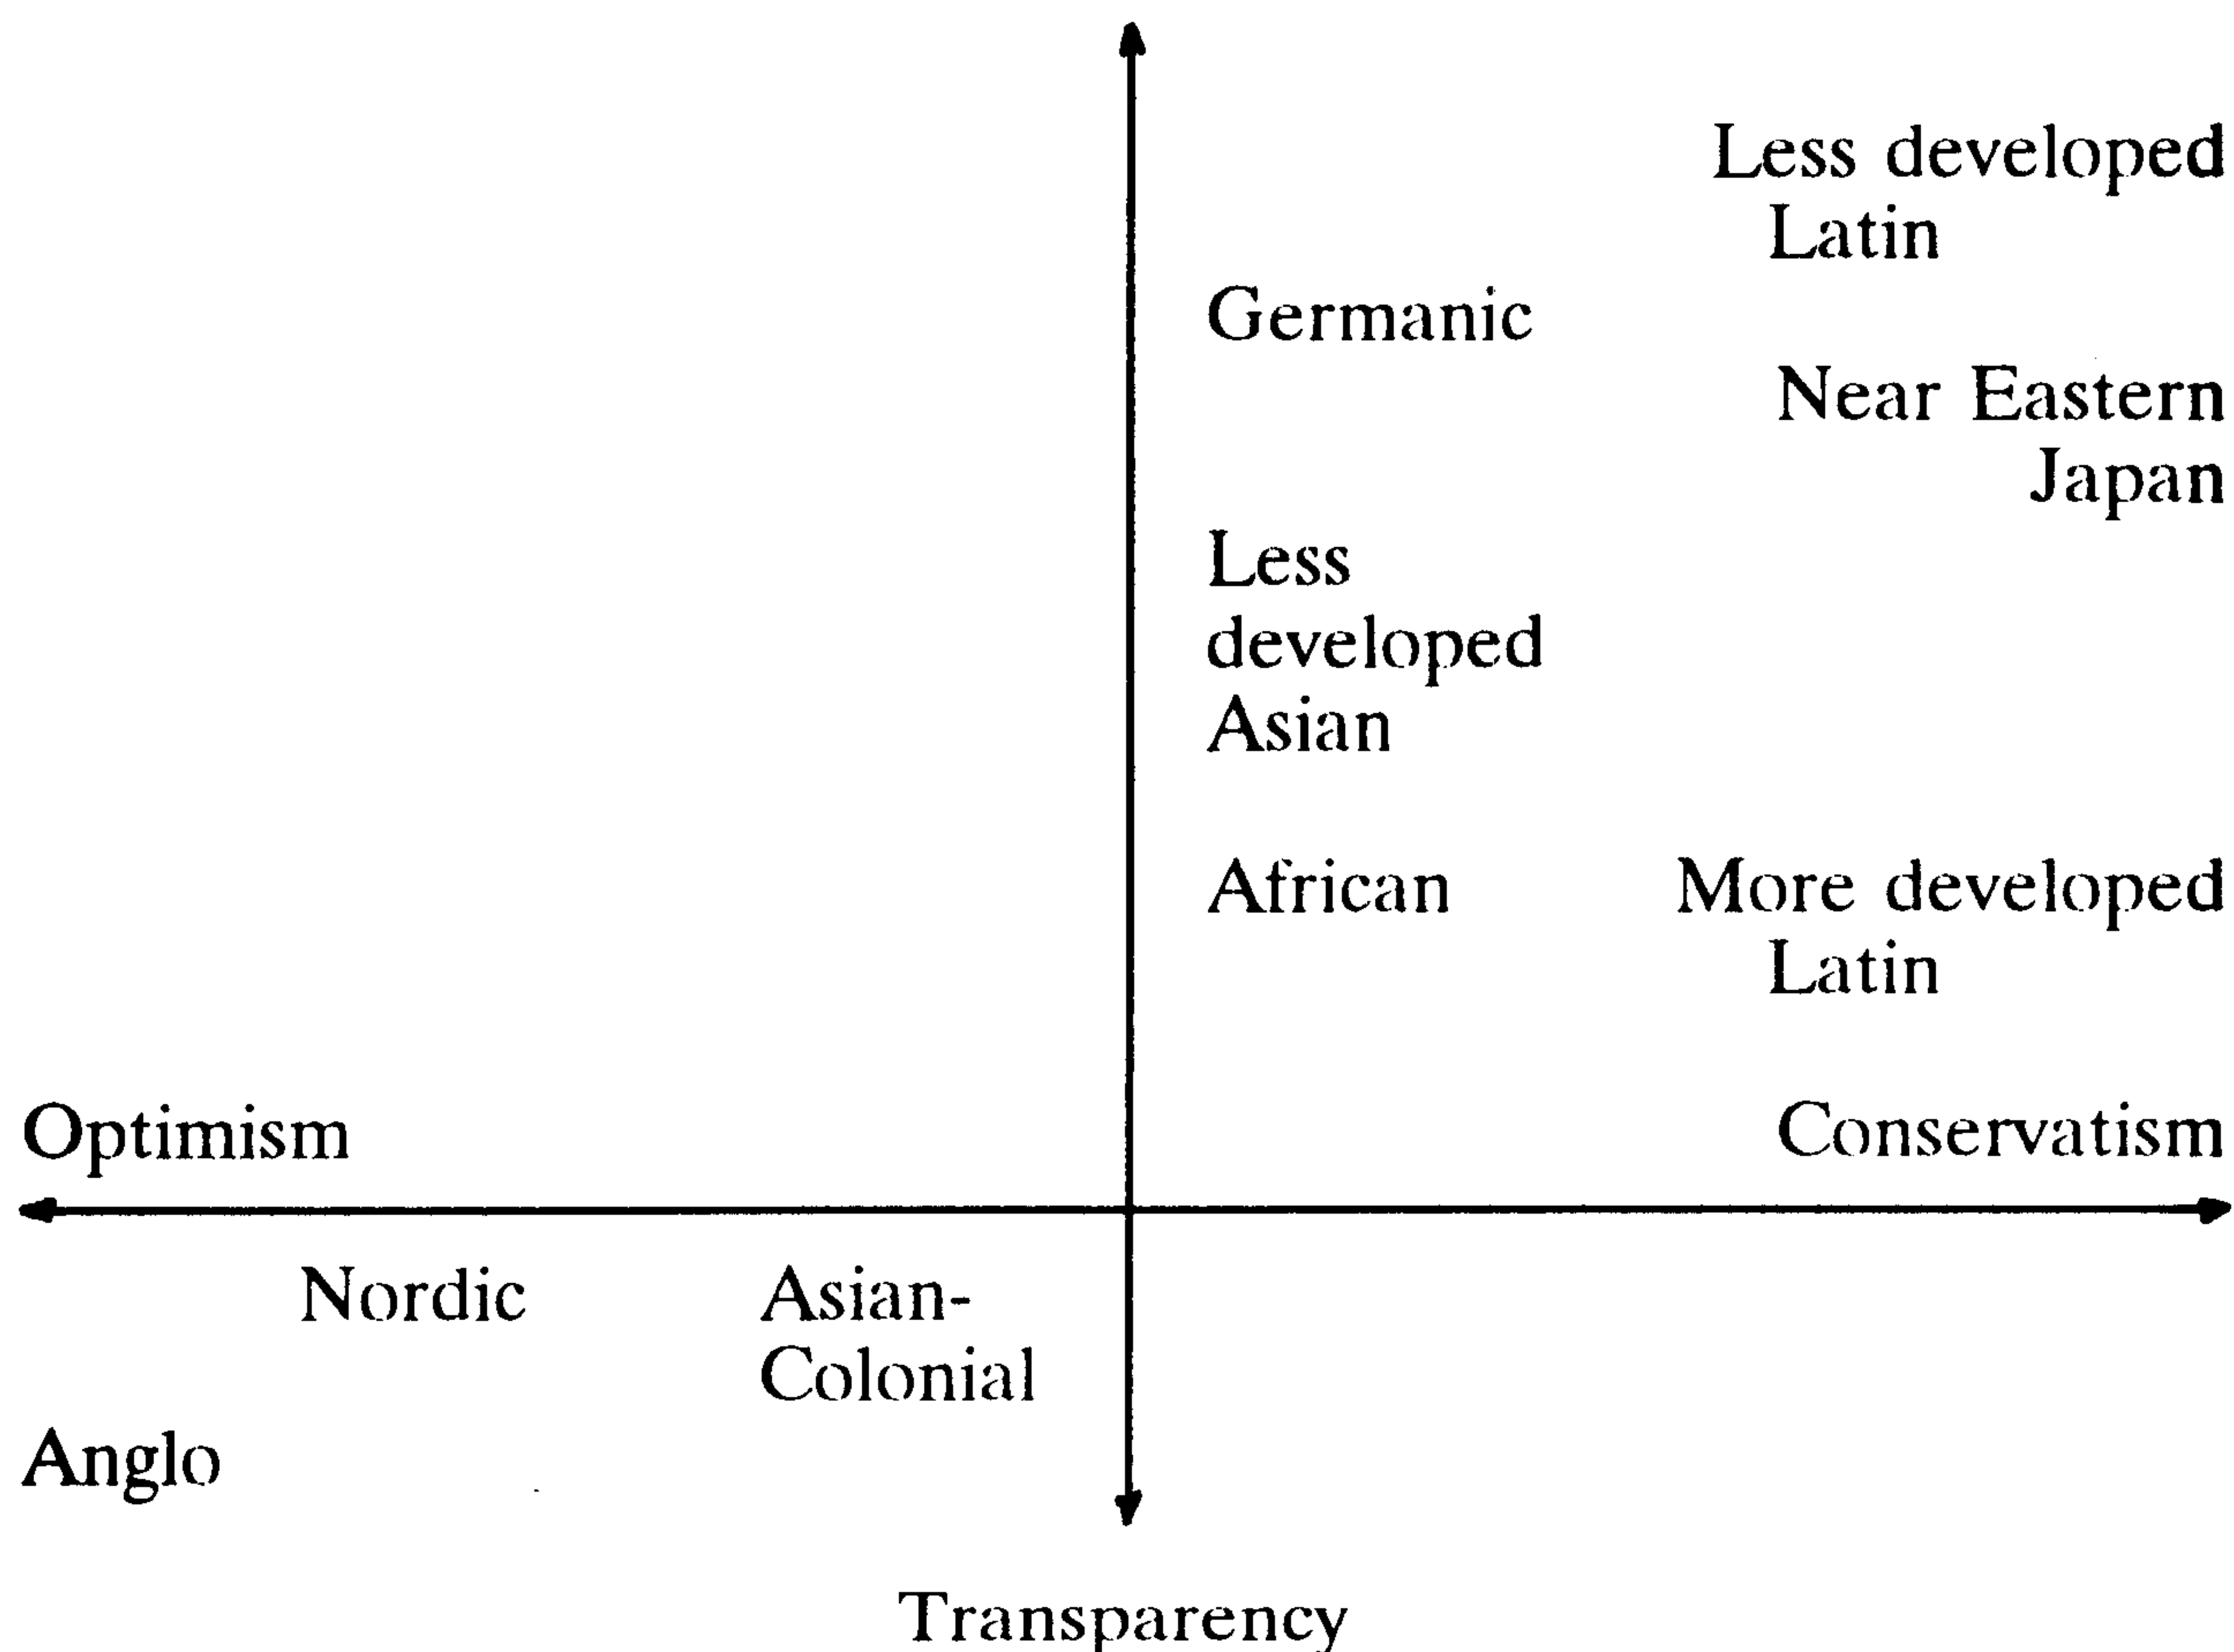 Less developed
Latin
Germanic
Near Eastern
Japan
Less
developed
Asian
African More developed
Latin
Optimism Conservatism
Nordic Asian-
Colonial
Anglo
Transparency